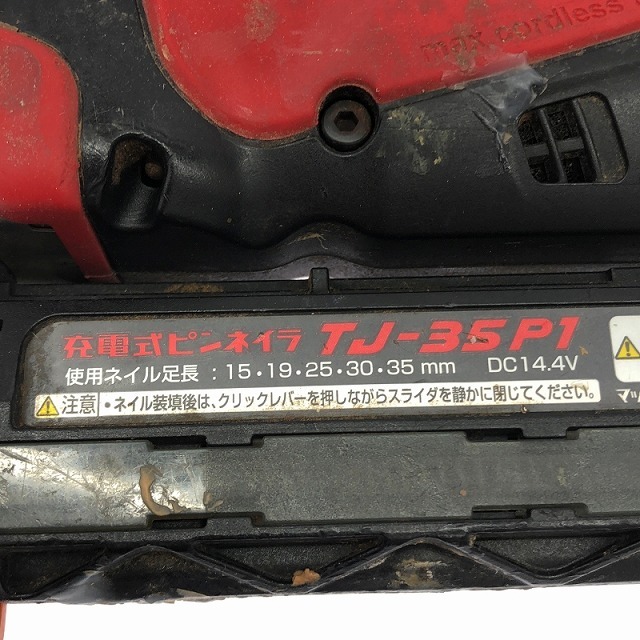 max cordless
充電式ピンネイラ TJ-35P1
使用ネイル足長：15・19・25・30・35mm DC14.4V
⚠注意 ・ネイル装填後は、クリックレバーを押しながらスライダを静かに閉じてください。
マッ